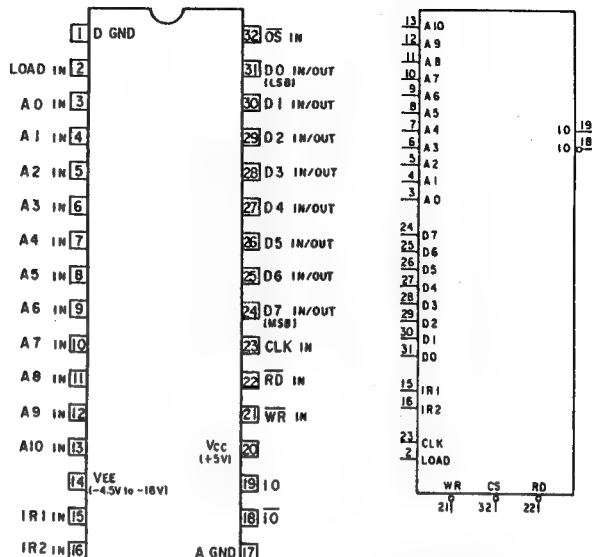 1 D GND
LOAD IN 2
A0 IN 3
A1 IN 4
A2 IN 5
A3 IN 6
A4 IN 7
A5 IN 8
A6 IN 9
A7 IN 10
A8 IN 11
A9 IN 12
A10 IN 13
14 VEE
(-4.5V to -16V)
IR1 IN 15
IR2 IN 16
32 OS IN
31 D0 IN/OUT
(LSB)
30 D1 IN/OUT
29 D2 IN/OUT
28 D3 IN/OUT
27 D4 IN/OUT
26 D5 IN/OUT
25 D6 IN/OUT
24 D7 IN/OUT
(MSB)
23 CLK IN
22 RD IN
21 WR IN
VCC 20
(+5V)
19 IO
18 IO
A GND 17
13 A10
12 A9
11 A8
10 A7
9 A6
8 A5
7 A4
6 A3
5 A2
4 A1
3 A0
IO 19
IO 18
24 D7
25 D6
26 D5
27 D4
28 D3
29 D2
30 D1
31 D0
15 IR1
16 IR2
23 CLK
2 LOAD
WR CS RD
21 32 22